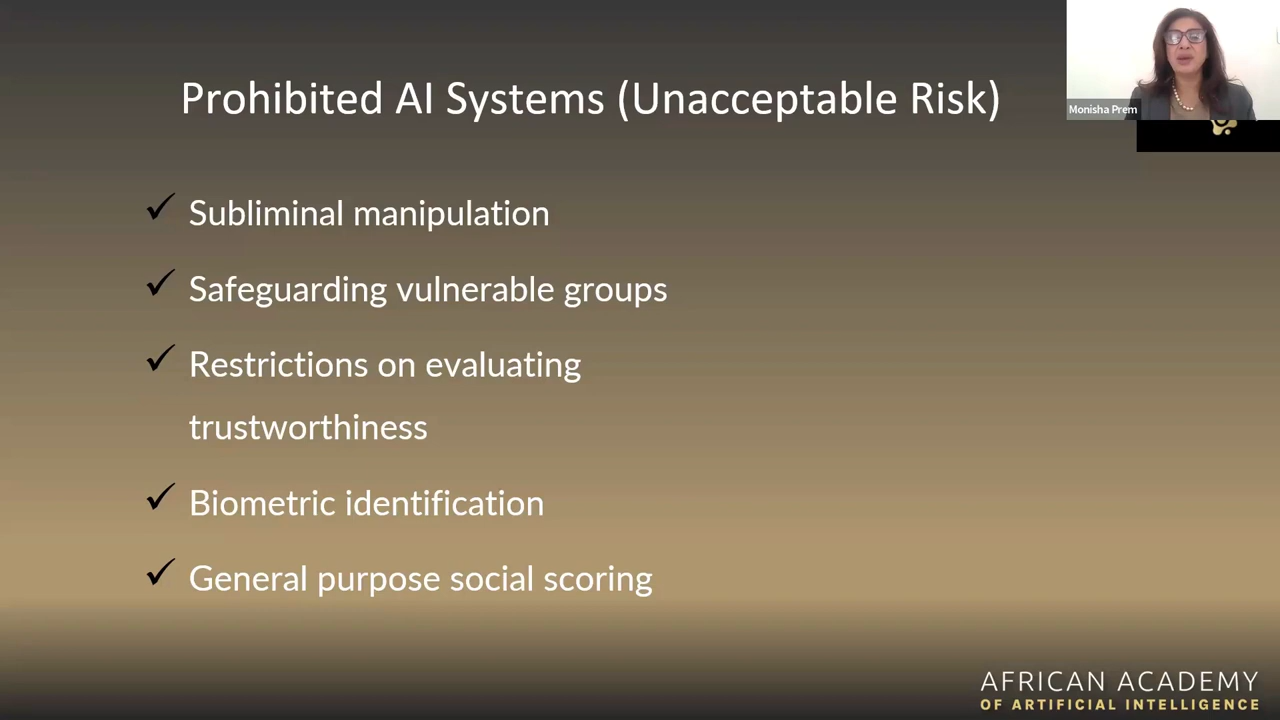 Prohibited AI Systems (Unacceptable Risk)
Monisha Prem
Subliminal manipulation
Safeguarding vulnerable groups
Restrictions on evaluating
trustworthiness
Biometric identification
General purpose social scoring
AFRICAN ACADEMY
OF ARTIFICIAL INTELLIGENCE